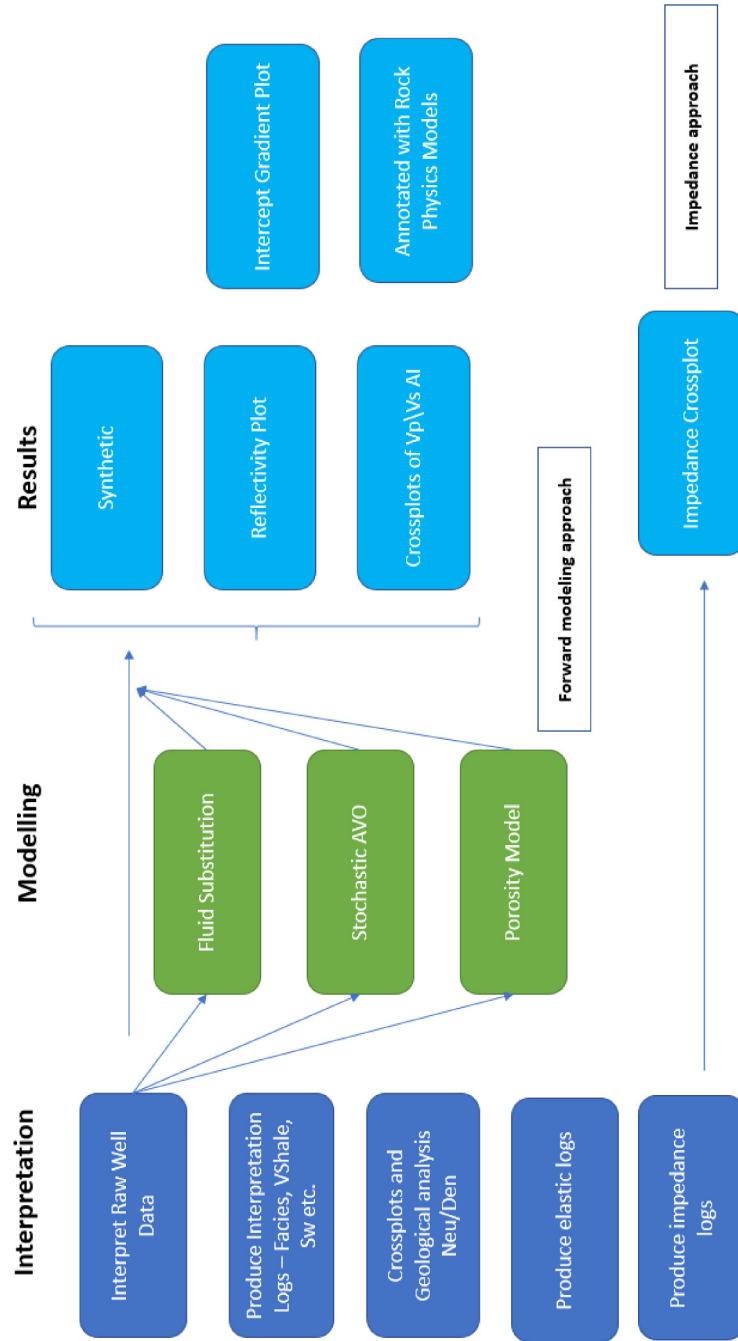 Interpretation
Interpret Raw Well
Data
Produce Interpretation
Logs – Facies, VShale,
Sw etc.
Crossplots and
Geological analysis
Neu/Den
Produce elastic logs
Produce impedance
logs
Modelling
Fluid Substitution
Stochastic AVO
Porosity Model
Forward modeling approach
Results
Synthetic
Reflectivity Plot
Crossplots of Vp\Vs AI
Intercept Gradient Plot
Annotated with Rock
Physics Models
Impedance Crossplot
Impedance approach